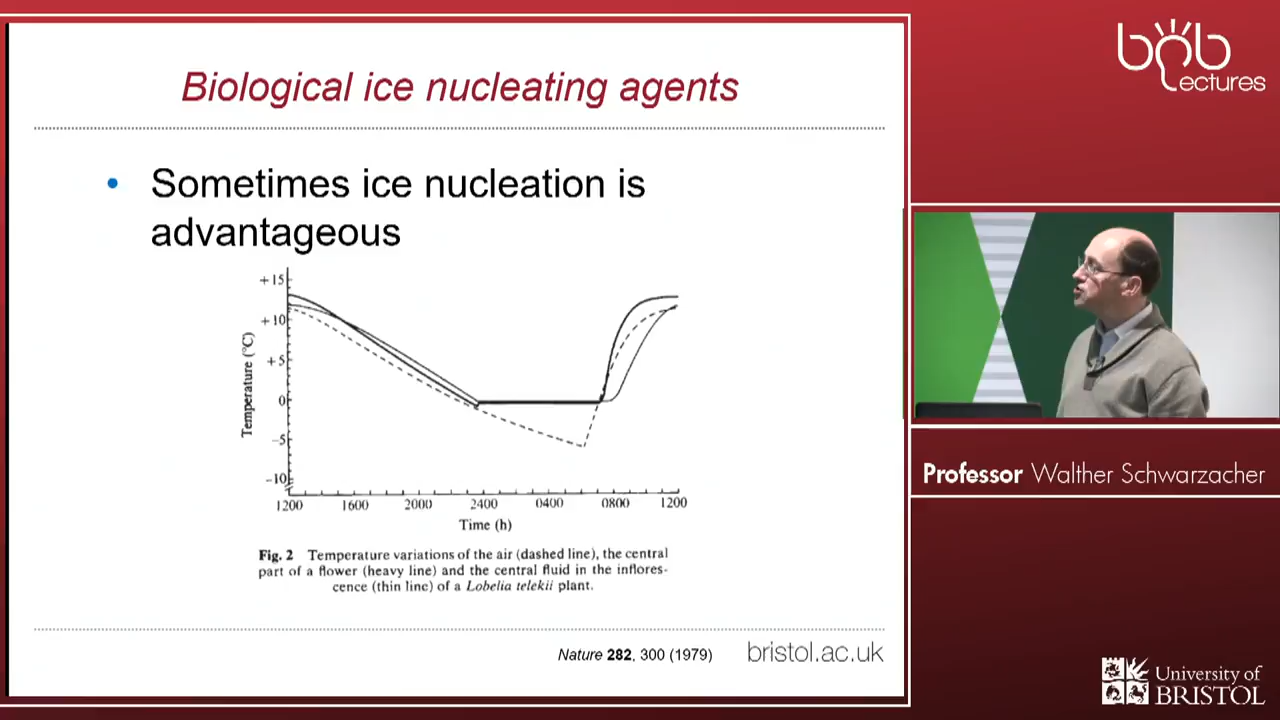 Biological ice nucleating agents
• Sometimes ice nucleation is
advantageous
+15
+10
+5
0
-5
-10
Temperature (°C)
1200 1600 2000 2400 0400 0800 1200
Time (h)
Fig. 2 Temperature variations of the air (dashed line), the central
part of a flower (heavy line) and the central fluid in the inflores-
cence (thin line) of a Lobelia telekii plant.
Nature 282, 300 (1979)
bristol.ac.uk
bob
Lectures
Professor Walther Schwarzacher
University of
BRISTOL